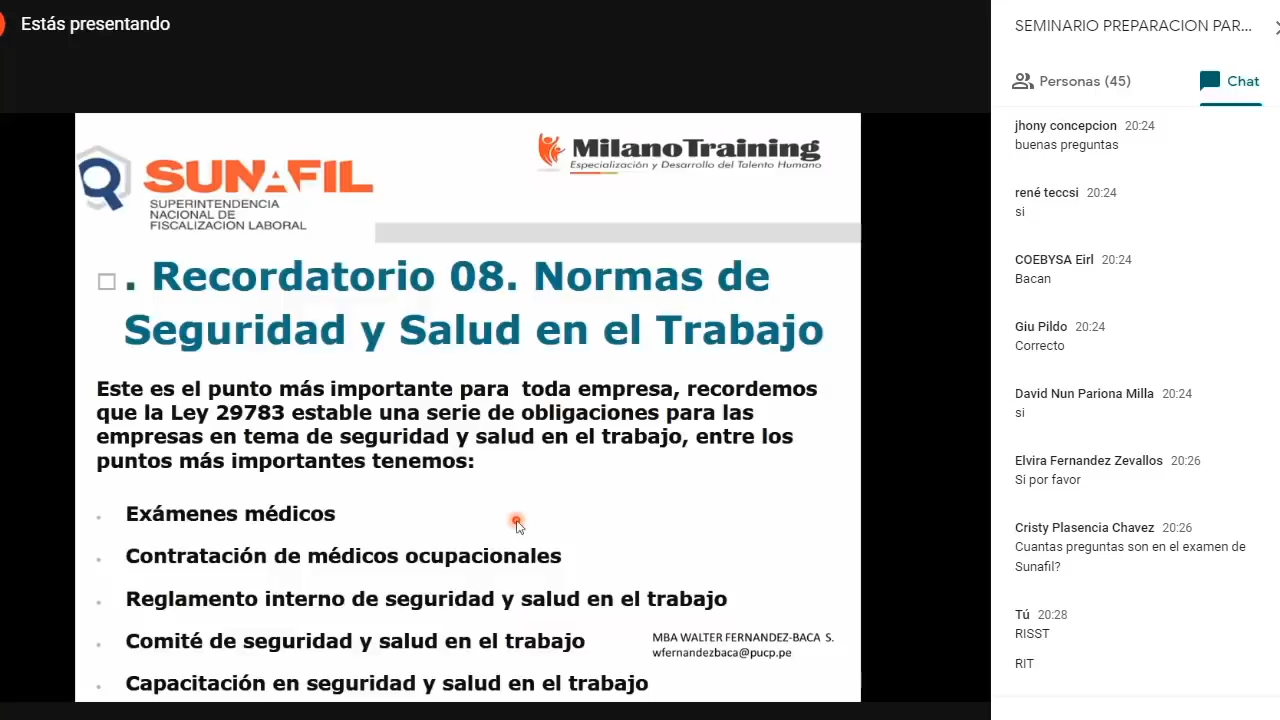 Estás presentando
SUNAFIL
SUPERINTENDENCIA
NACIONAL DE
FISCALIZACIÓN LABORAL
MilanoTraining
Especialización y Desarrollo del Talento Humano
. Recordatorio 08. Normas de
Seguridad y Salud en el Trabajo
Este es el punto más importante para toda empresa, recordemos
que la Ley 29783 estable una serie de obligaciones para las
empresas en tema de seguridad y salud en el trabajo, entre los
puntos más importantes tenemos:
Exámenes médicos
Contratación de médicos ocupacionales
Reglamento interno de seguridad y salud en el trabajo
Comité de seguridad y salud en el trabajo
Capacitación en seguridad y salud en el trabajo
MBA WALTER FERNANDEZ-BACA S.
wfernandezbaca@pucp.pe
SEMINARIO PREPARACION PAR...
Personas (45)
Chat
jhony concepcion 20:24
buenas preguntas
rené teccsi 20:24
si
COEBYSA Eirl 20:24
Bacan
Giu Pildo 20:24
Correcto
David Nun Pariona Milla 20:24
si
Elvira Fernandez Zevallos 20:26
Si por favor
Cristy Plasencia Chavez 20:26
Cuantas preguntas son en el examen de
Sunafil?
Tú 20:28
RISST
RIT